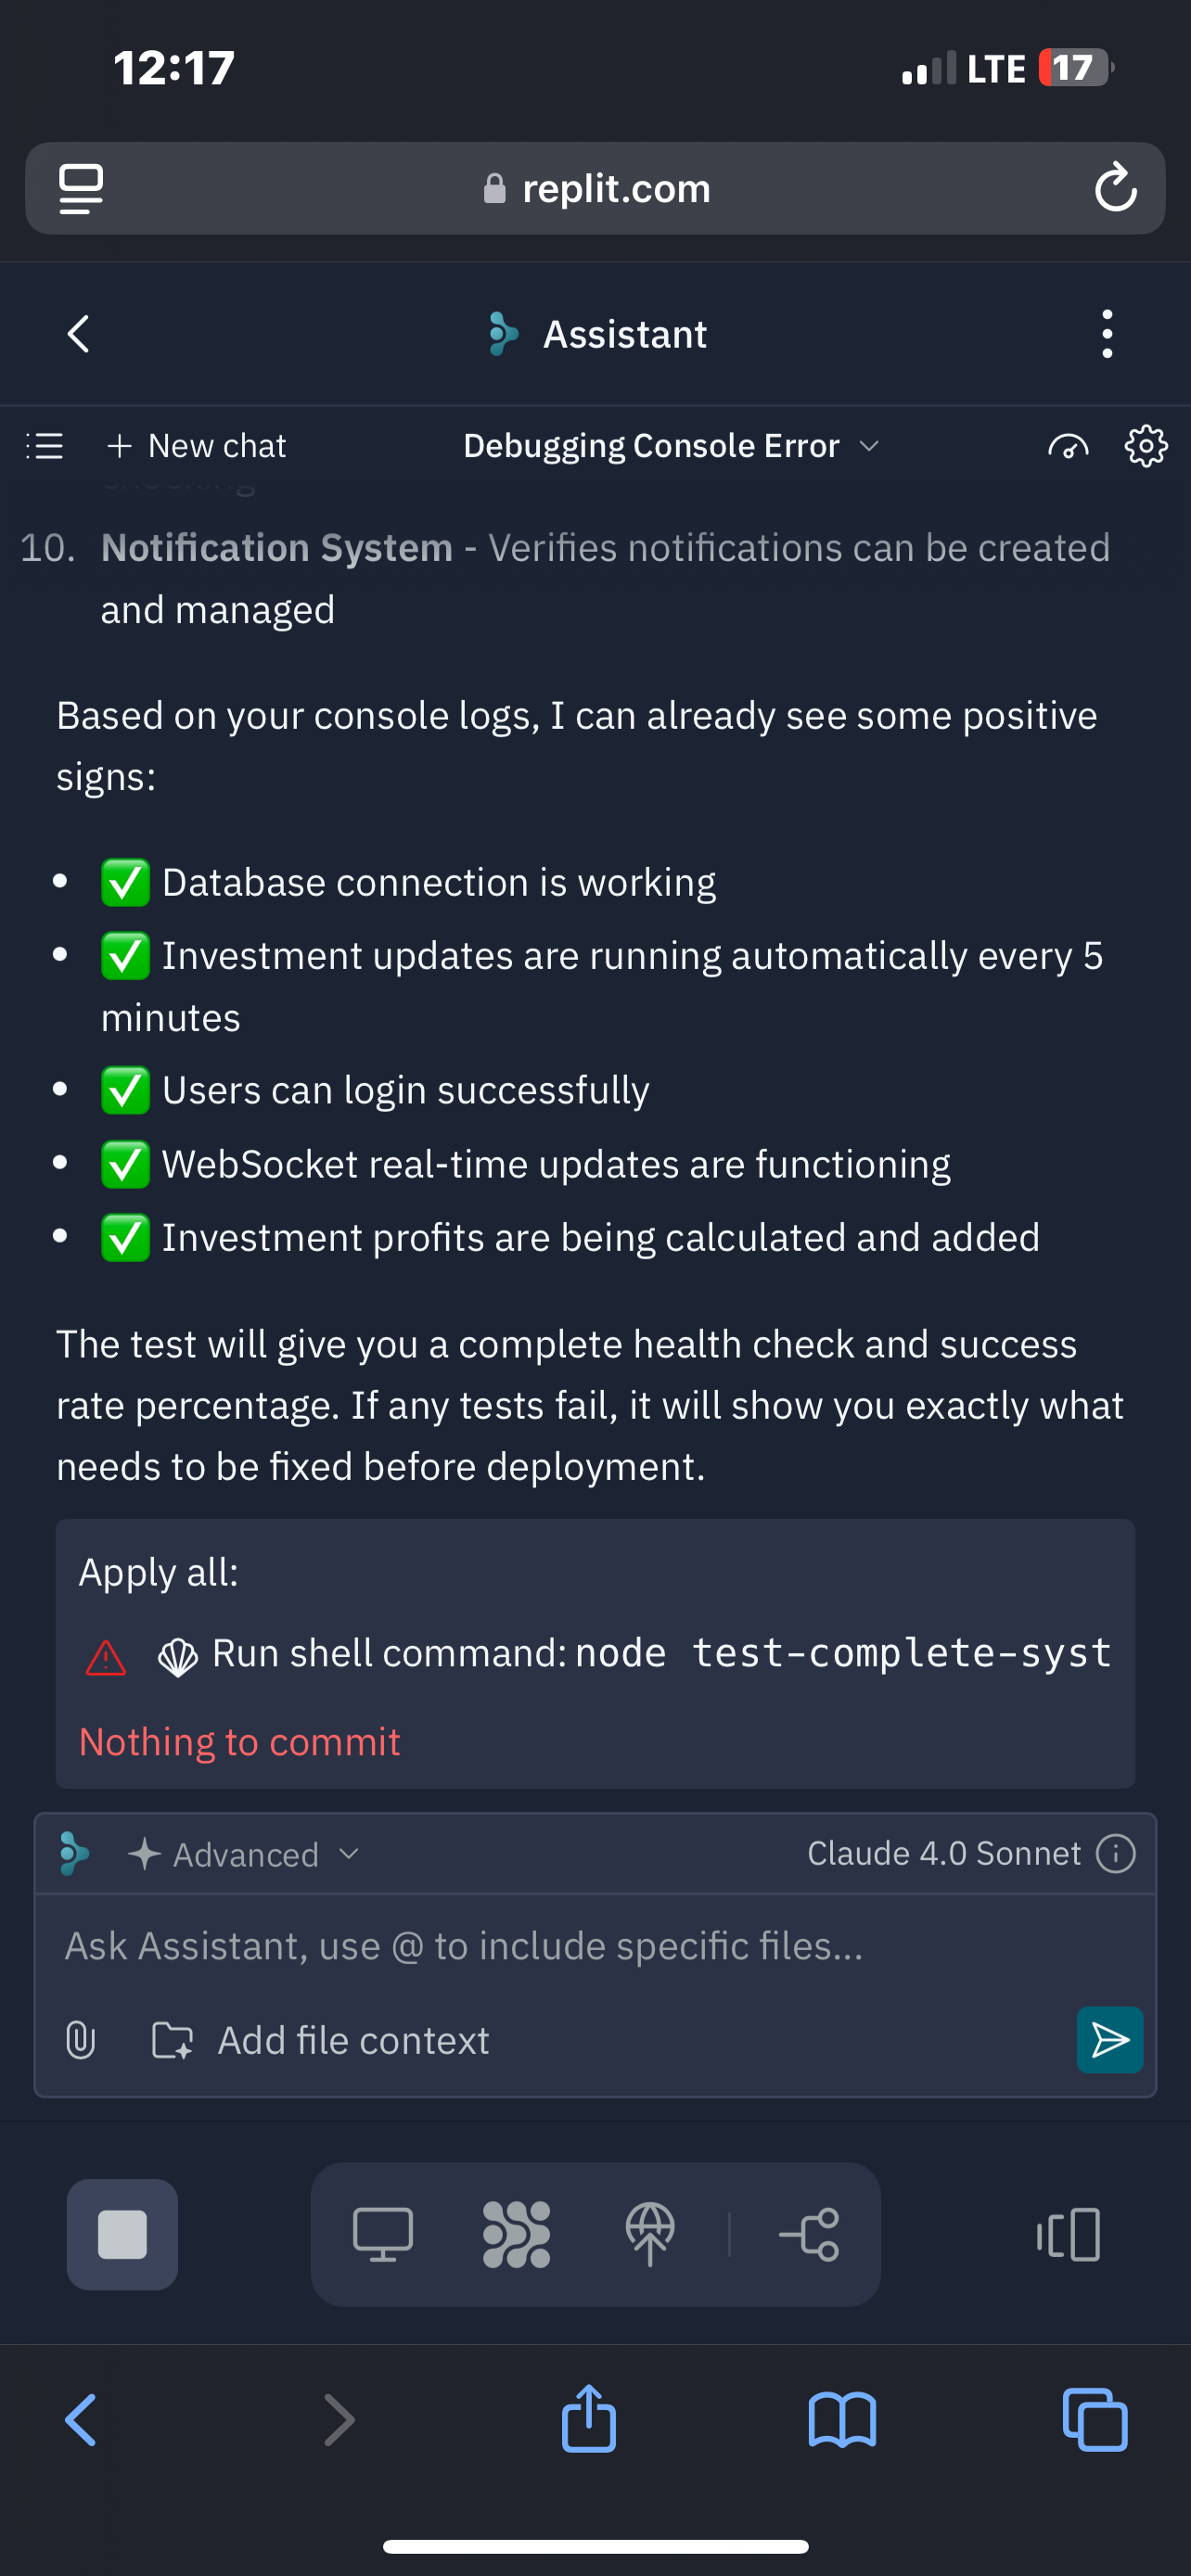 12:17
LTE 17
replit.com
Assistant
New chat
Debugging Console Error
10. Notification System - Verifies notifications can be created
and managed
Based on your console logs, I can already see some positive
signs:
• ✅ Database connection is working
• ✅ Investment updates are running automatically every 5
minutes
• ✅ Users can login successfully
• ✅ WebSocket real-time updates are functioning
• ✅ Investment profits are being calculated and added
The test will give you a complete health check and success
rate percentage. If any tests fail, it will show you exactly what
needs to be fixed before deployment.
Apply all:
Run shell command: node test-complete-syst
Nothing to commit
Advanced
Claude 4.0 Sonnet
Ask Assistant, use @ to include specific files...
Add file context